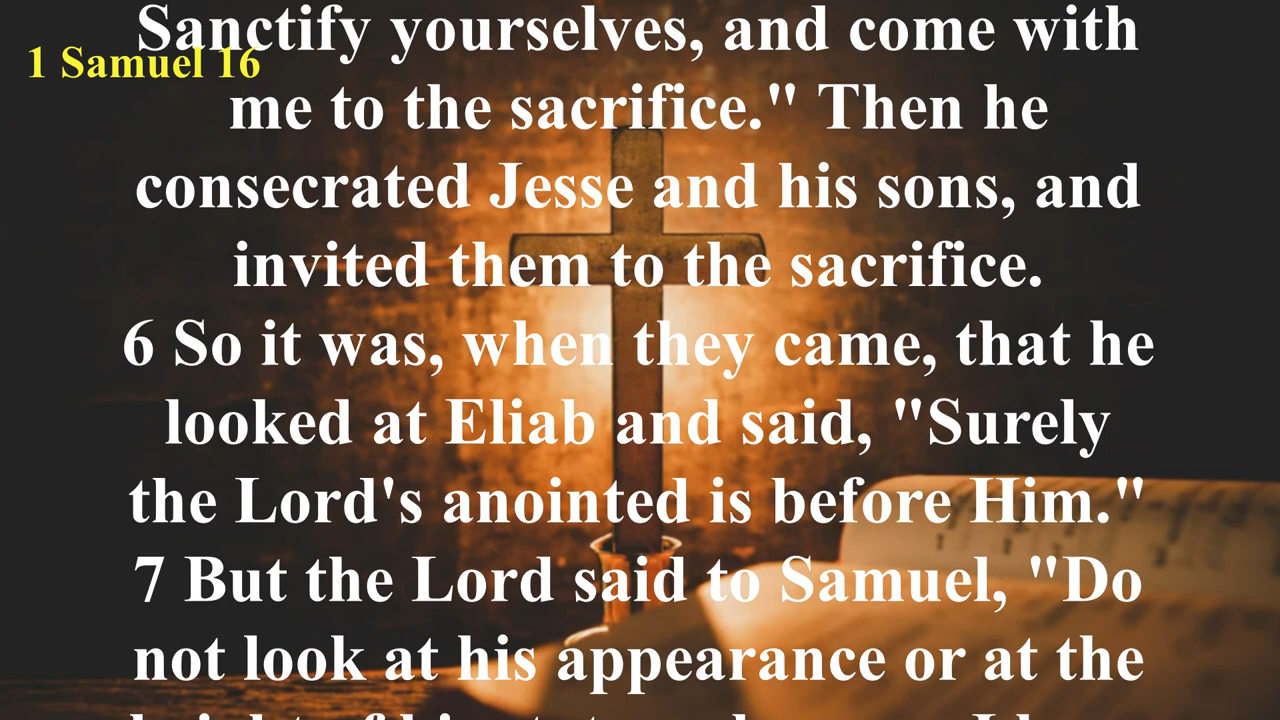 Sanctify yourselves, and come with
1 Samuel 16
me to the sacrifice." Then he
consecrated Jesse and his sons, and
invited them to the sacrifice.
6 So it was, when they came, that he
looked at Eliab and said, "Surely
the Lord's anointed is before Him."
7 But the Lord said to Samuel, "Do
not look at his appearance or at the